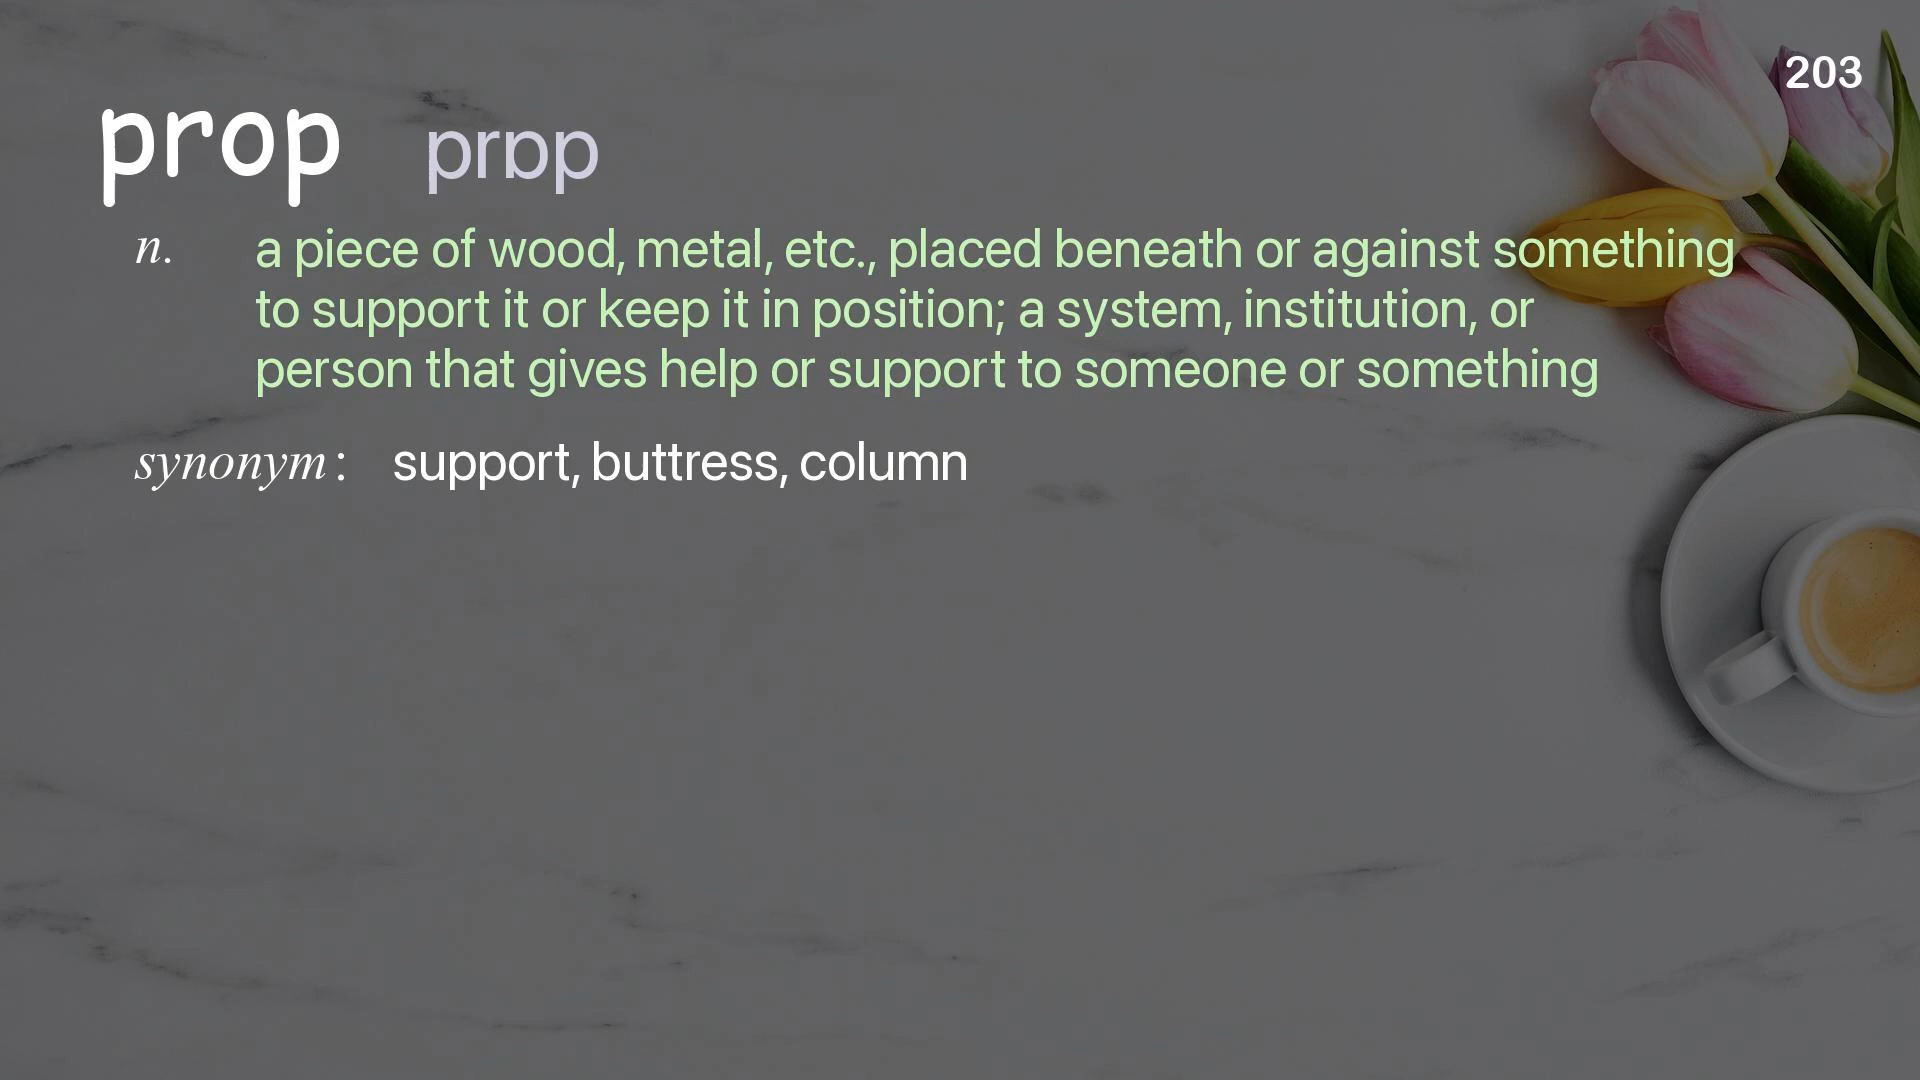 203
prop prɒp
n. a piece of wood, metal, etc., placed beneath or against something
to support it or keep it in position; a system, institution, or
person that gives help or support to someone or something
synonym : support, buttress, column